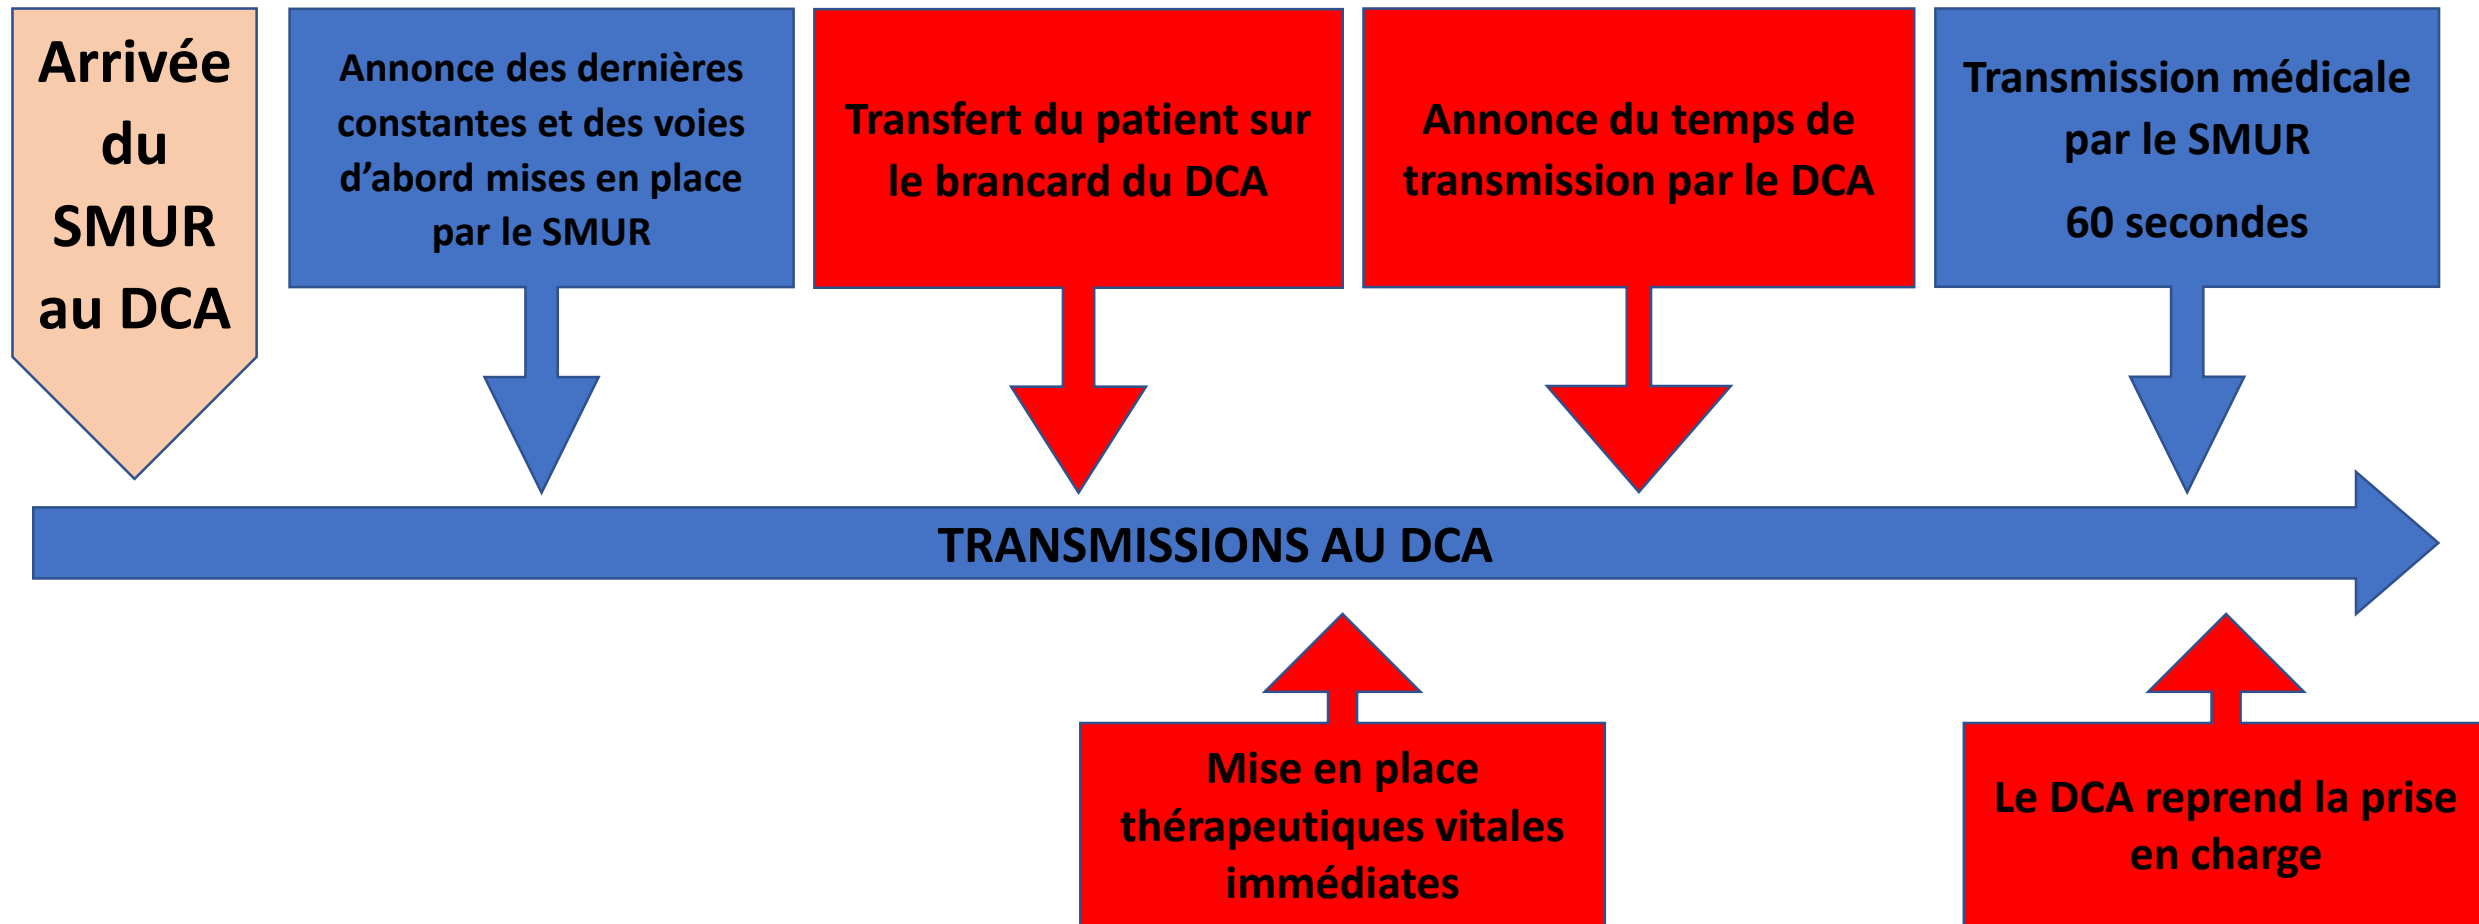 Arrivée
du
SMUR
au DCA
Annonce des dernières
constantes et des voies
d’abord mises en place
par le SMUR
Transfert du patient sur
le brancard du DCA
Annonce du temps de
transmission par le DCA
Transmission médicale
par le SMUR
60 secondes
TRANSMISSIONS AU DCA
Mise en place
thérapeutiques vitales
immédiates
Le DCA reprend la prise
en charge